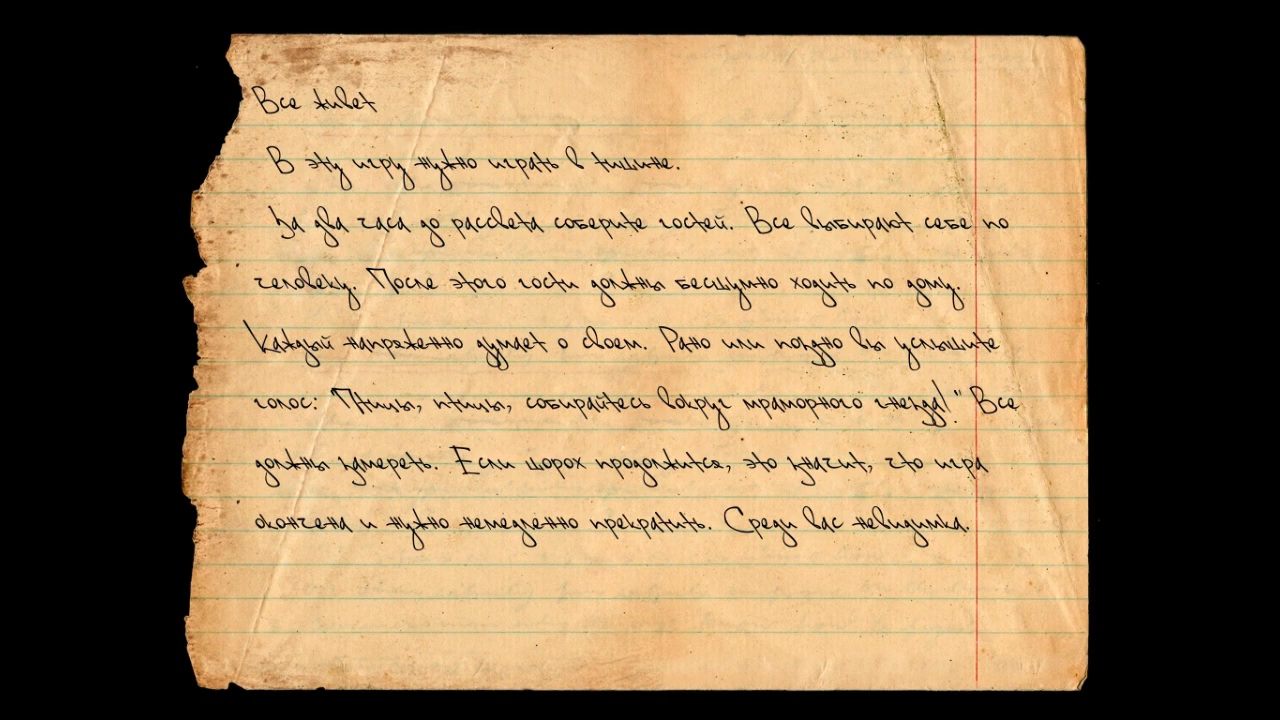 Все живет
В эту игру нужно играть в тишине.
За два часа до рассвета соберите гостей. Все выбирают себе по
человеку. После этого гости должны бесшумно ходить по дому.
Каждый напряженно думает о своем. Рано или поздно вы услышите
голос: "Птицы, птицы, собирайтесь вокруг мраморного гнезда!" Все
должны замереть. Если шорох продолжится, это значит, что игра
окончена и нужно немедленно прекратить. Среди вас невидимка.